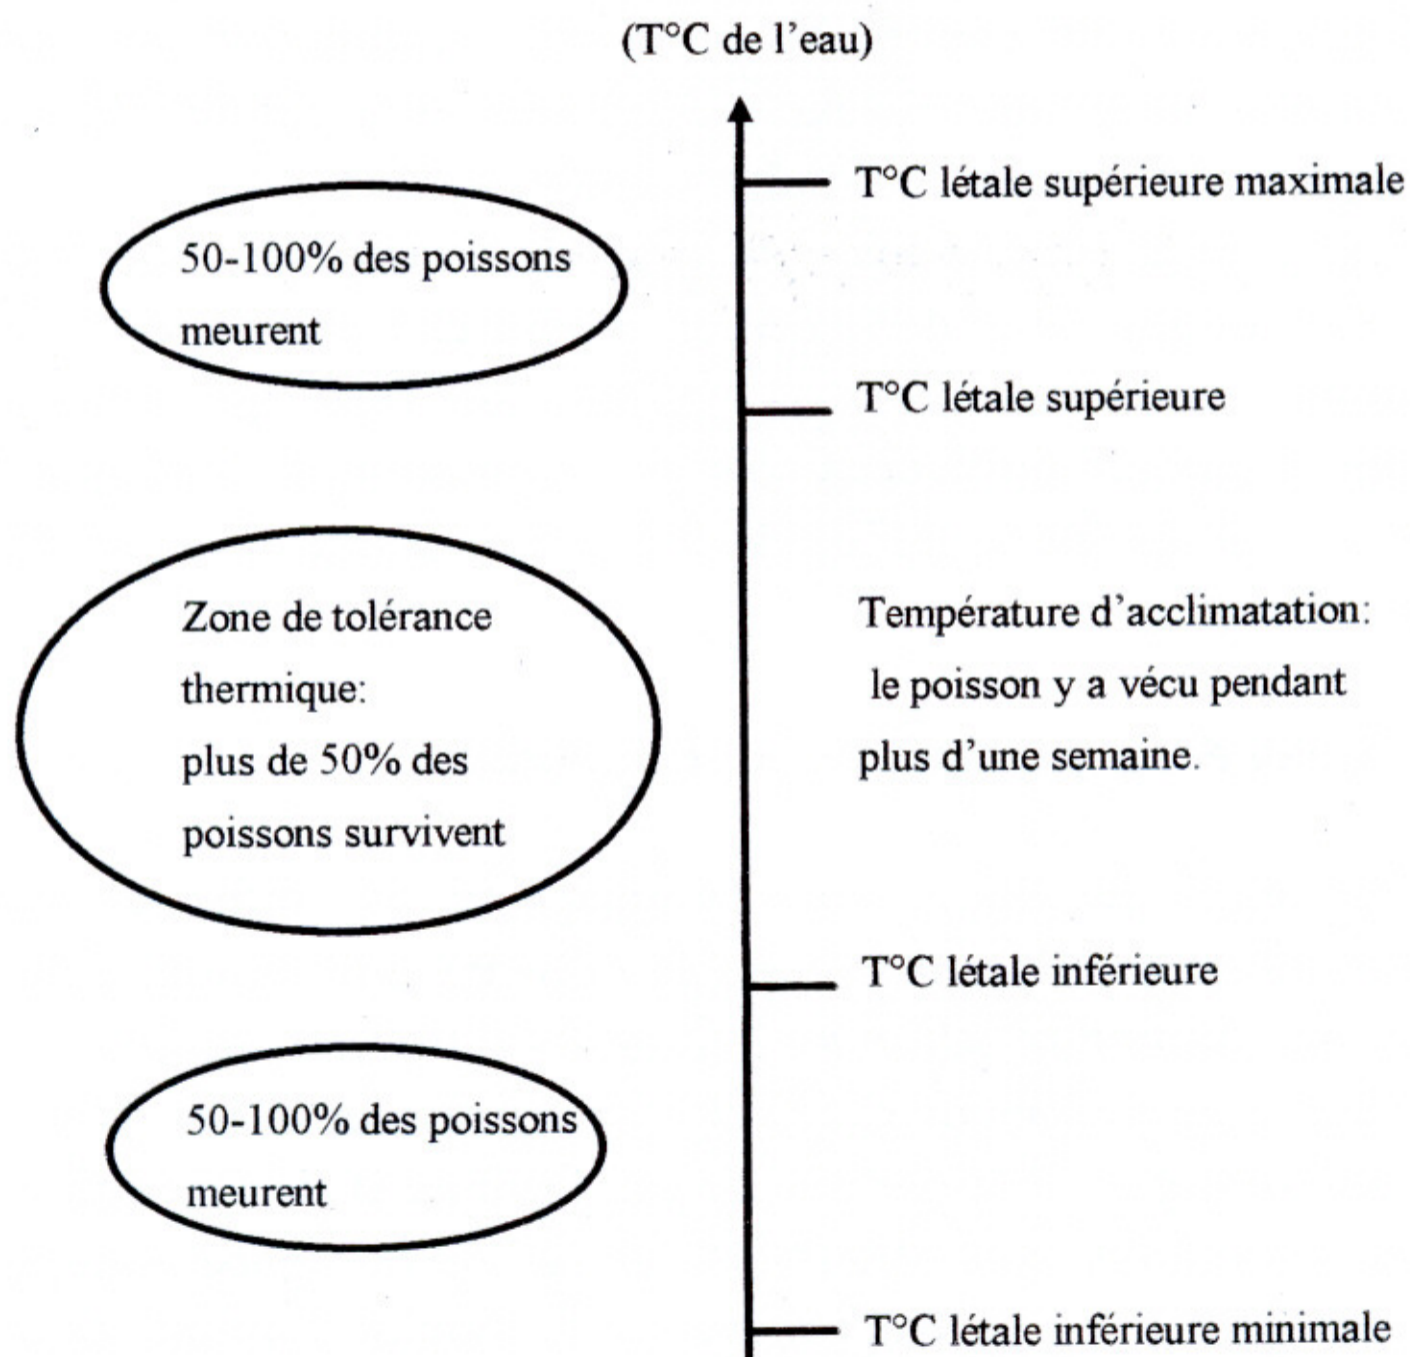 (T°C de l'eau)
T°C létale supérieure maximale
50-100% des poissons
meurent
T°C létale supérieure
Zone de tolérance
thermique:
plus de 50% des
poissons survivent
Température d'acclimatation:
le poisson y a vécu pendant
plus d'une semaine.
T°C létale inférieure
50-100% des poissons
meurent
T°C létale inférieure minimale